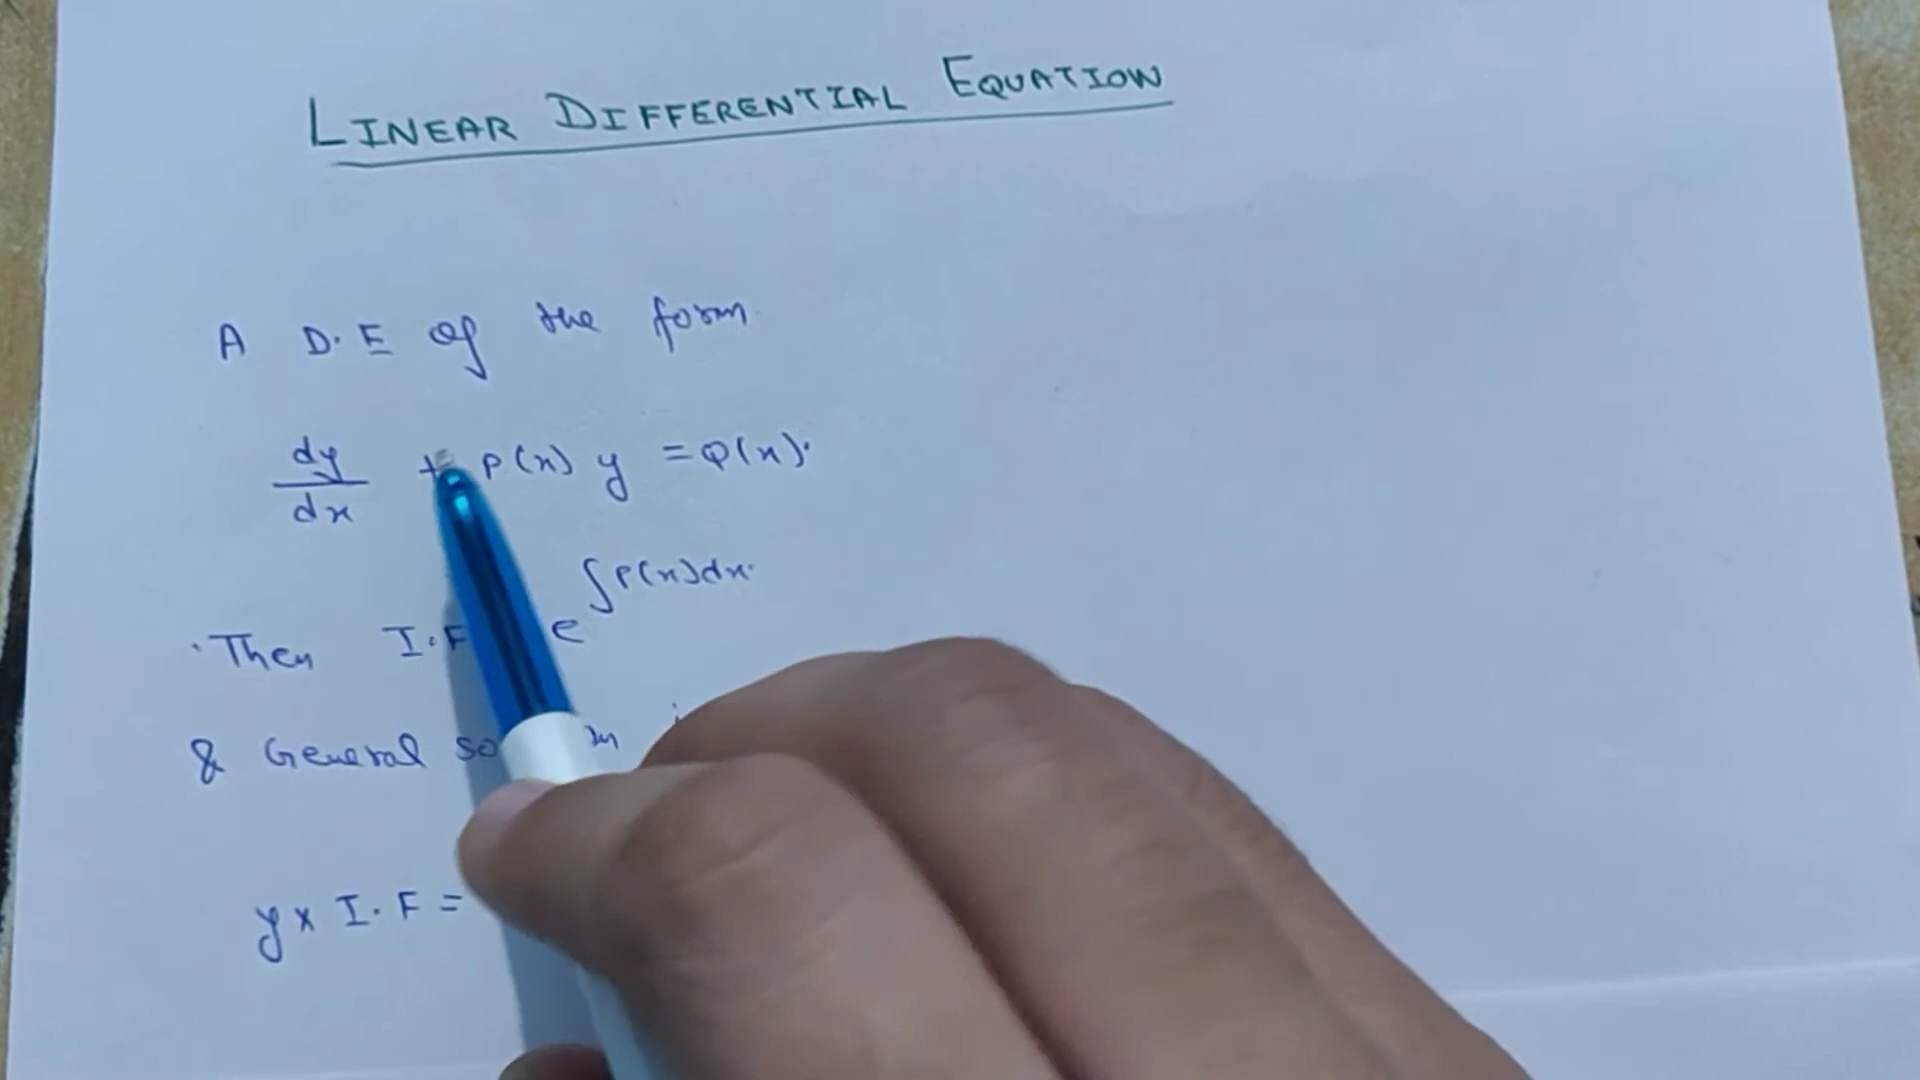 LINEAR DIFFERENTIAL EQUATION
A D.E of the form
dy/dx + P(x) y = Q(x).
∫P(x)dx.
Then I.F e
& General
y x I.F =